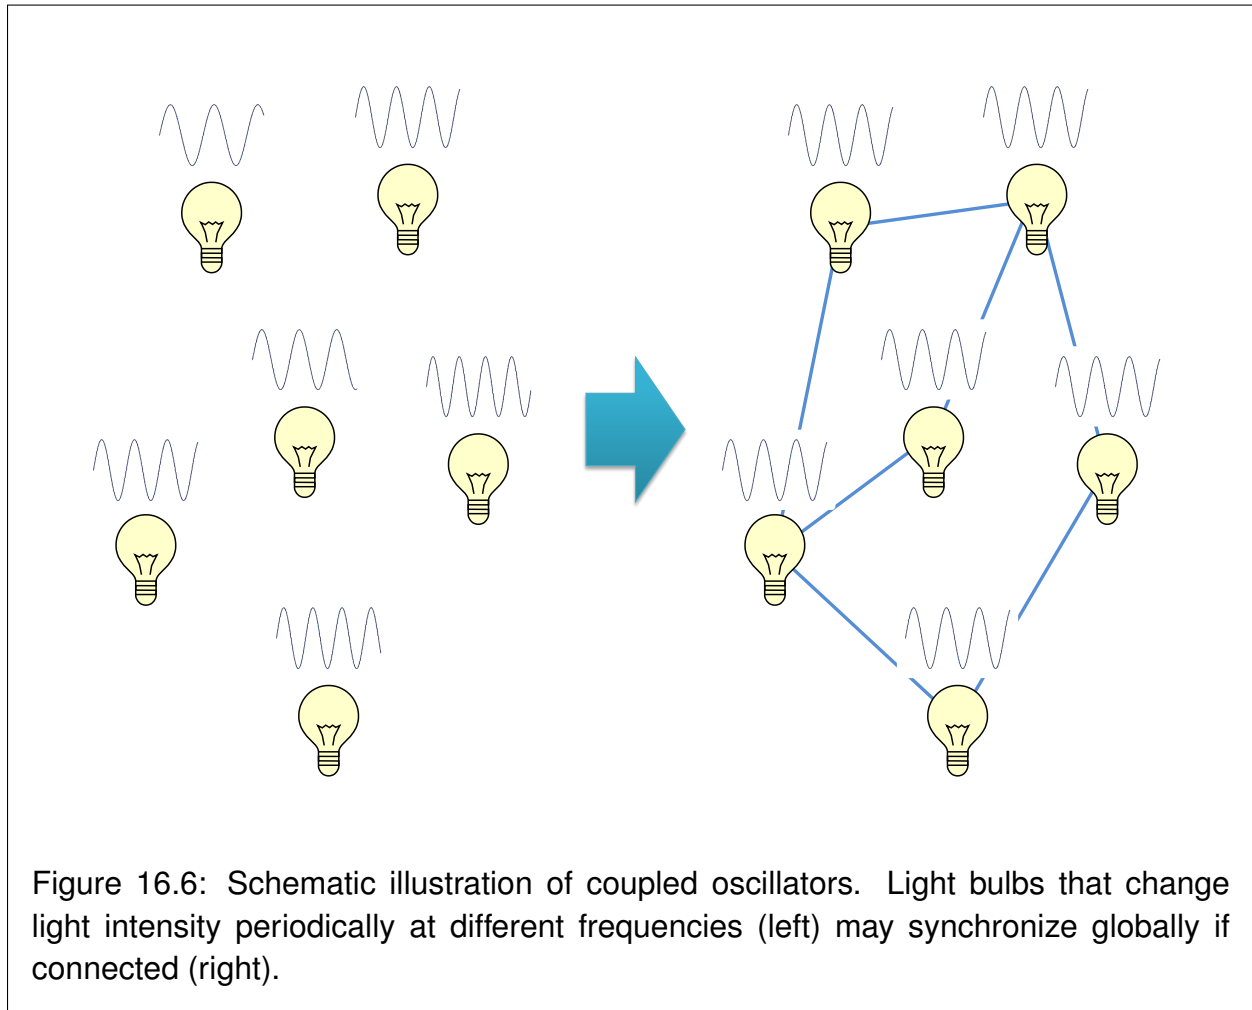 Figure 16.6: Schematic illustration of coupled oscillators. Light bulbs that change
light intensity periodically at different frequencies (left) may synchronize globally if
connected (right).